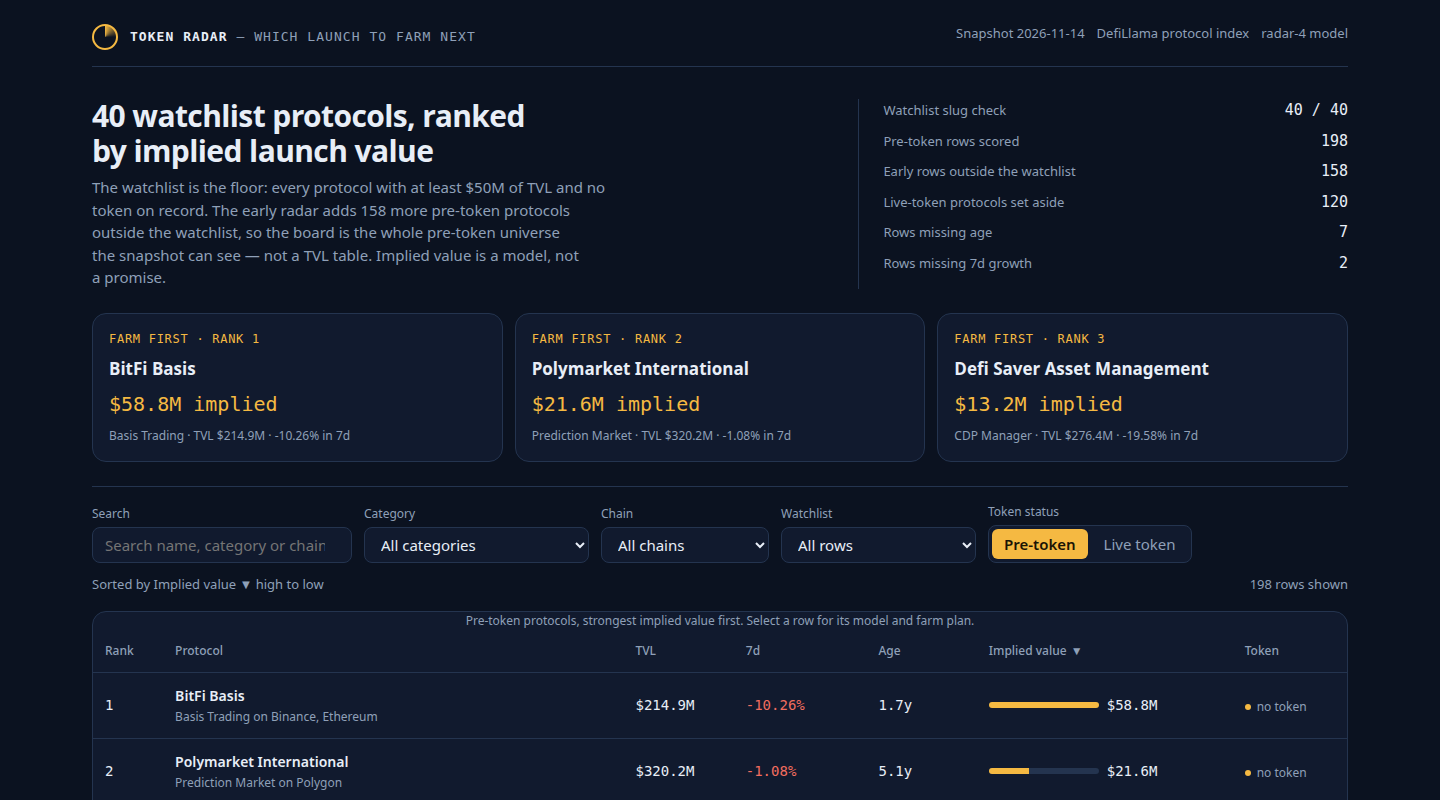 TOKEN RADAR — WHICH LAUNCH TO FARM NEXT
Snapshot 2026-11-14 DefiLlama protocol index radar-4 model
40 watchlist protocols, ranked
by implied launch value
The watchlist is the floor: every protocol with at least $50M of TVL and no
token on record. The early radar adds 158 more pre-token protocols
outside the watchlist, so the board is the whole pre-token universe
the snapshot can see — not a TVL table. Implied value is a model, not
a promise.
Watchlist slug check 40 / 40
Pre-token rows scored 198
Early rows outside the watchlist 158
Live-token protocols set aside 120
Rows missing age 7
Rows missing 7d growth 2
FARM FIRST · RANK 1
BitFi Basis
$58.8M implied
Basis Trading · TVL $214.9M · -10.26% in 7d
FARM FIRST · RANK 2
Polymarket International
$21.6M implied
Prediction Market · TVL $320.2M · -1.08% in 7d
FARM FIRST · RANK 3
Defi Saver Asset Management
$13.2M implied
CDP Manager · TVL $276.4M · -19.58% in 7d
Search Category Chain Watchlist Token status
Search name, category or chain All categories All chains All rows Pre-token Live token
Sorted by Implied value ▼ high to low 198 rows shown
Pre-token protocols, strongest implied value first. Select a row for its model and farm plan.
Rank Protocol TVL 7d Age Implied value ▼ Token
1 BitFi Basis $214.9M -10.26% 1.7y $58.8M no token
Basis Trading on Binance, Ethereum
2 Polymarket International $320.2M -1.08% 5.1y $21.6M no token
Prediction Market on Polygon